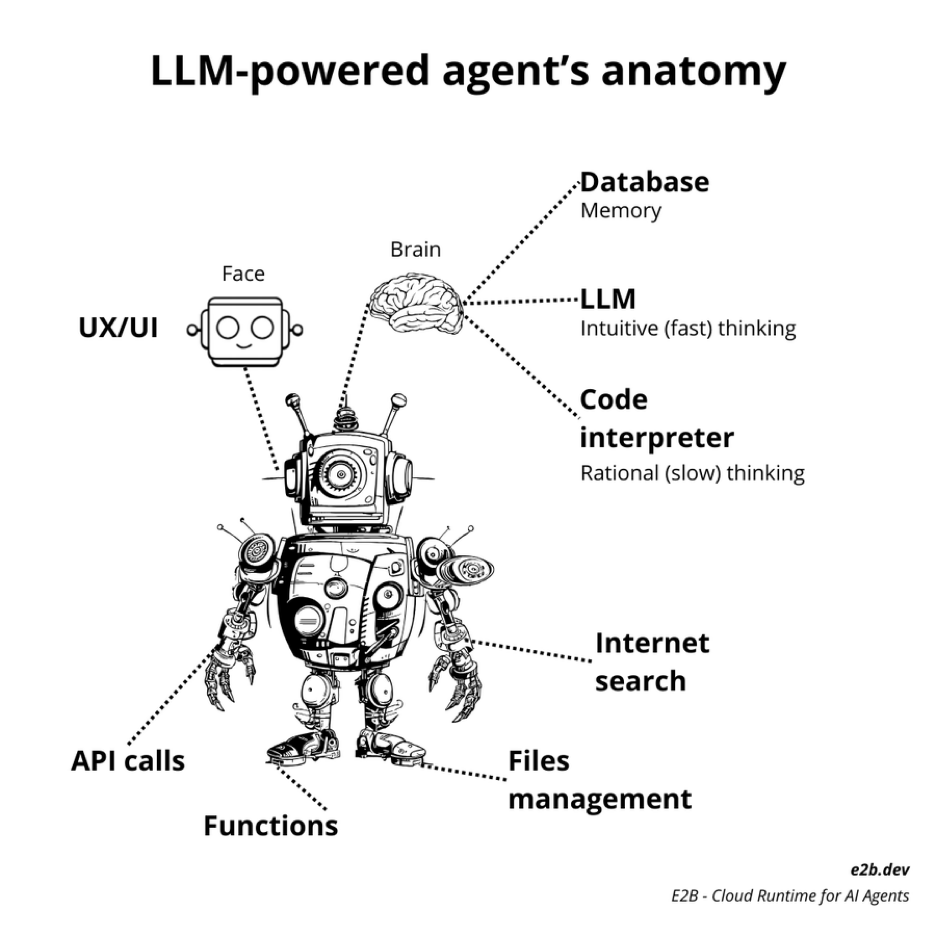 LLM-powered agent’s anatomy
Database
Memory
Brain
Face
LLM
UX/UI
Intuitive (fast) thinking
Code
interpreter
Rational (slow) thinking
Internet
search
API calls
Files
management
Functions
e2b.dev
E2B - Cloud Runtime for AI Agents